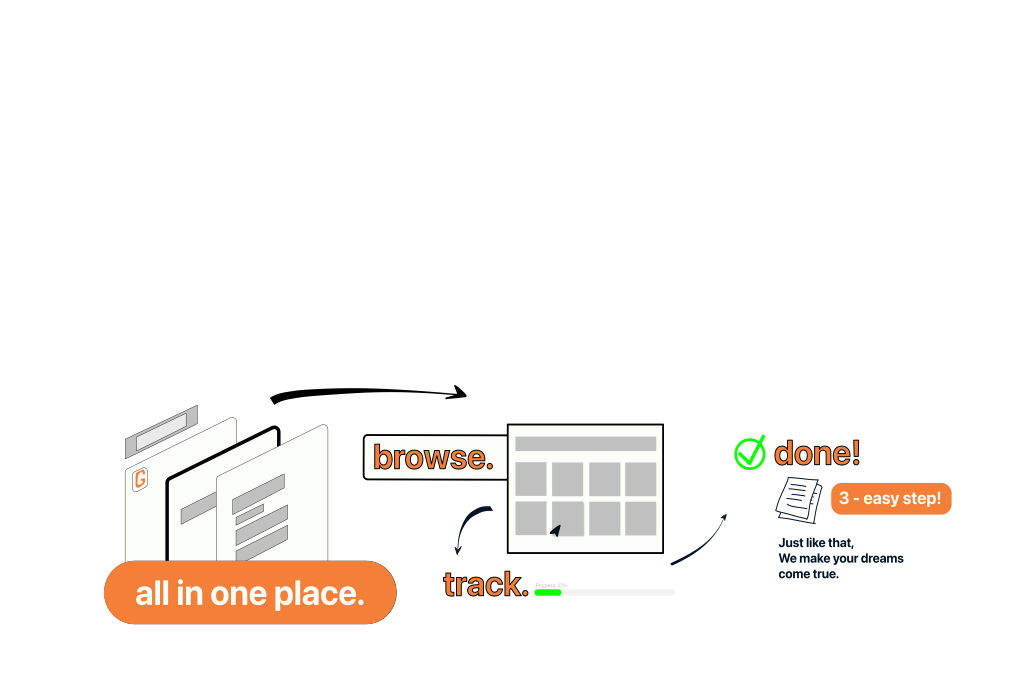 G
all in one place.
browse.
track.
Progress 37%
done!
3 - easy step!
Just like that,
We make your dreams
come true.